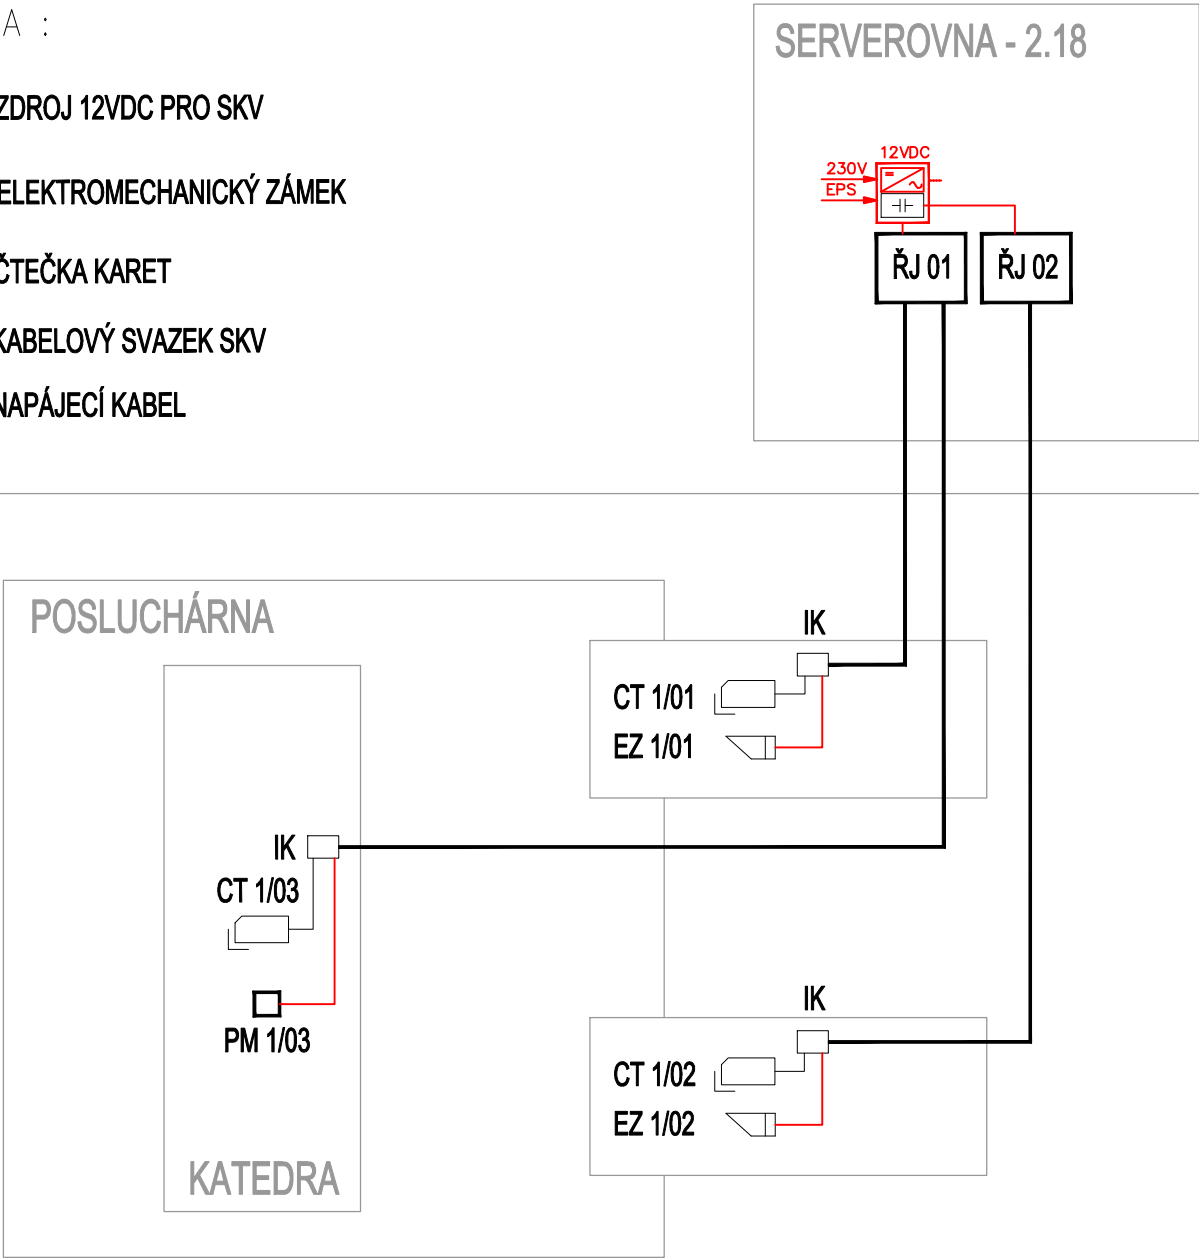 A :
ZDROJ 12VDC PRO SKV
ELEKTROMECHANICKÝ ZÁMEK
ČTEČKA KARET
KABELOVÝ SVAZEK SKV
NAPÁJECÍ KABEL
SERVEROVNA - 2.18
12VDC
230V
EPS
ŘJ 01
ŘJ 02
POSLUCHÁRNA
IK
CT 1/01
EZ 1/01
IK
CT 1/03
PM 1/03
KATEDRA
IK
CT 1/02
EZ 1/02